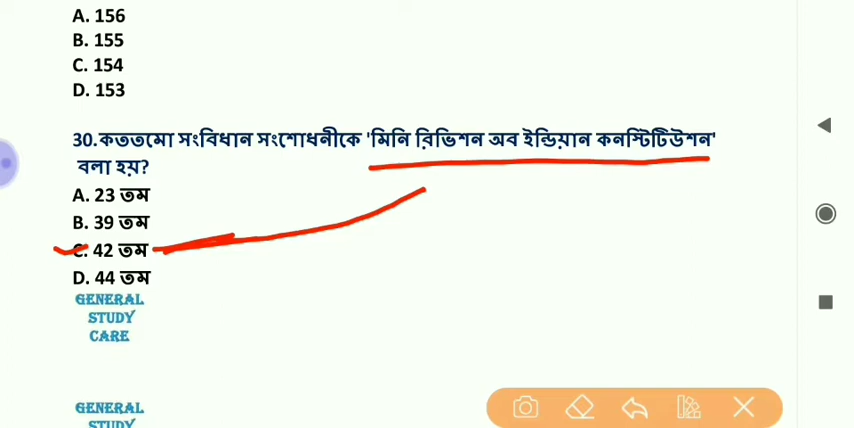 A. 156
B. 155
C. 154
D. 153
30.কততমো সংবিধান সংশোধনীকে 'মিনি রিভিশন অব ইন্ডিয়ান কনস্টিটিউশন'
বলা হয়?
A. 23 তম
B. 39 তম
C. 42 তম
D. 44 তম
GENERAL
STUDY
CARE
GENERAL
STUDY